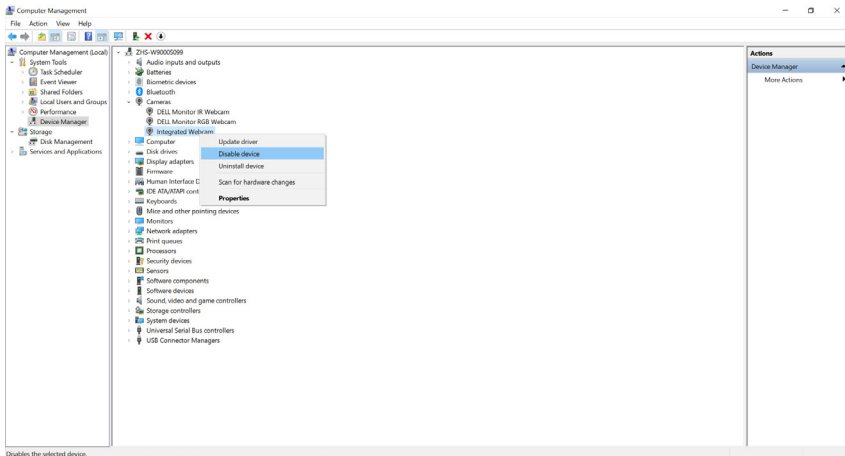 Computer Management
File Action View Help
Computer Management (Local)
System Tools
Task Scheduler
Event Viewer
Shared Folders
Local Users and Groups
Performance
Device Manager
Storage
Disk Management
Services and Applications
ZHS-W90005099
Audio inputs and outputs
Batteries
Biometric devices
Bluetooth
Cameras
DELL Monitor IR Webcam
DELL Monitor RGB Webcam
Integrated Webcam
Computer
Disk drives
Display adapters
Firmware
Human Interface D
IDE ATA/ATAPI cont
Keyboards
Mice and other pointing devices
Monitors
Network adapters
Print queues
Processors
Security devices
Sensors
Software components
Software devices
Sound, video and game controllers
Storage controllers
System devices
Universal Serial Bus controllers
USB Connector Managers
Update driver
Disable device
Uninstall device
Scan for hardware changes
Properties
Actions
Device Manager
More Actions
Disables the selected device.